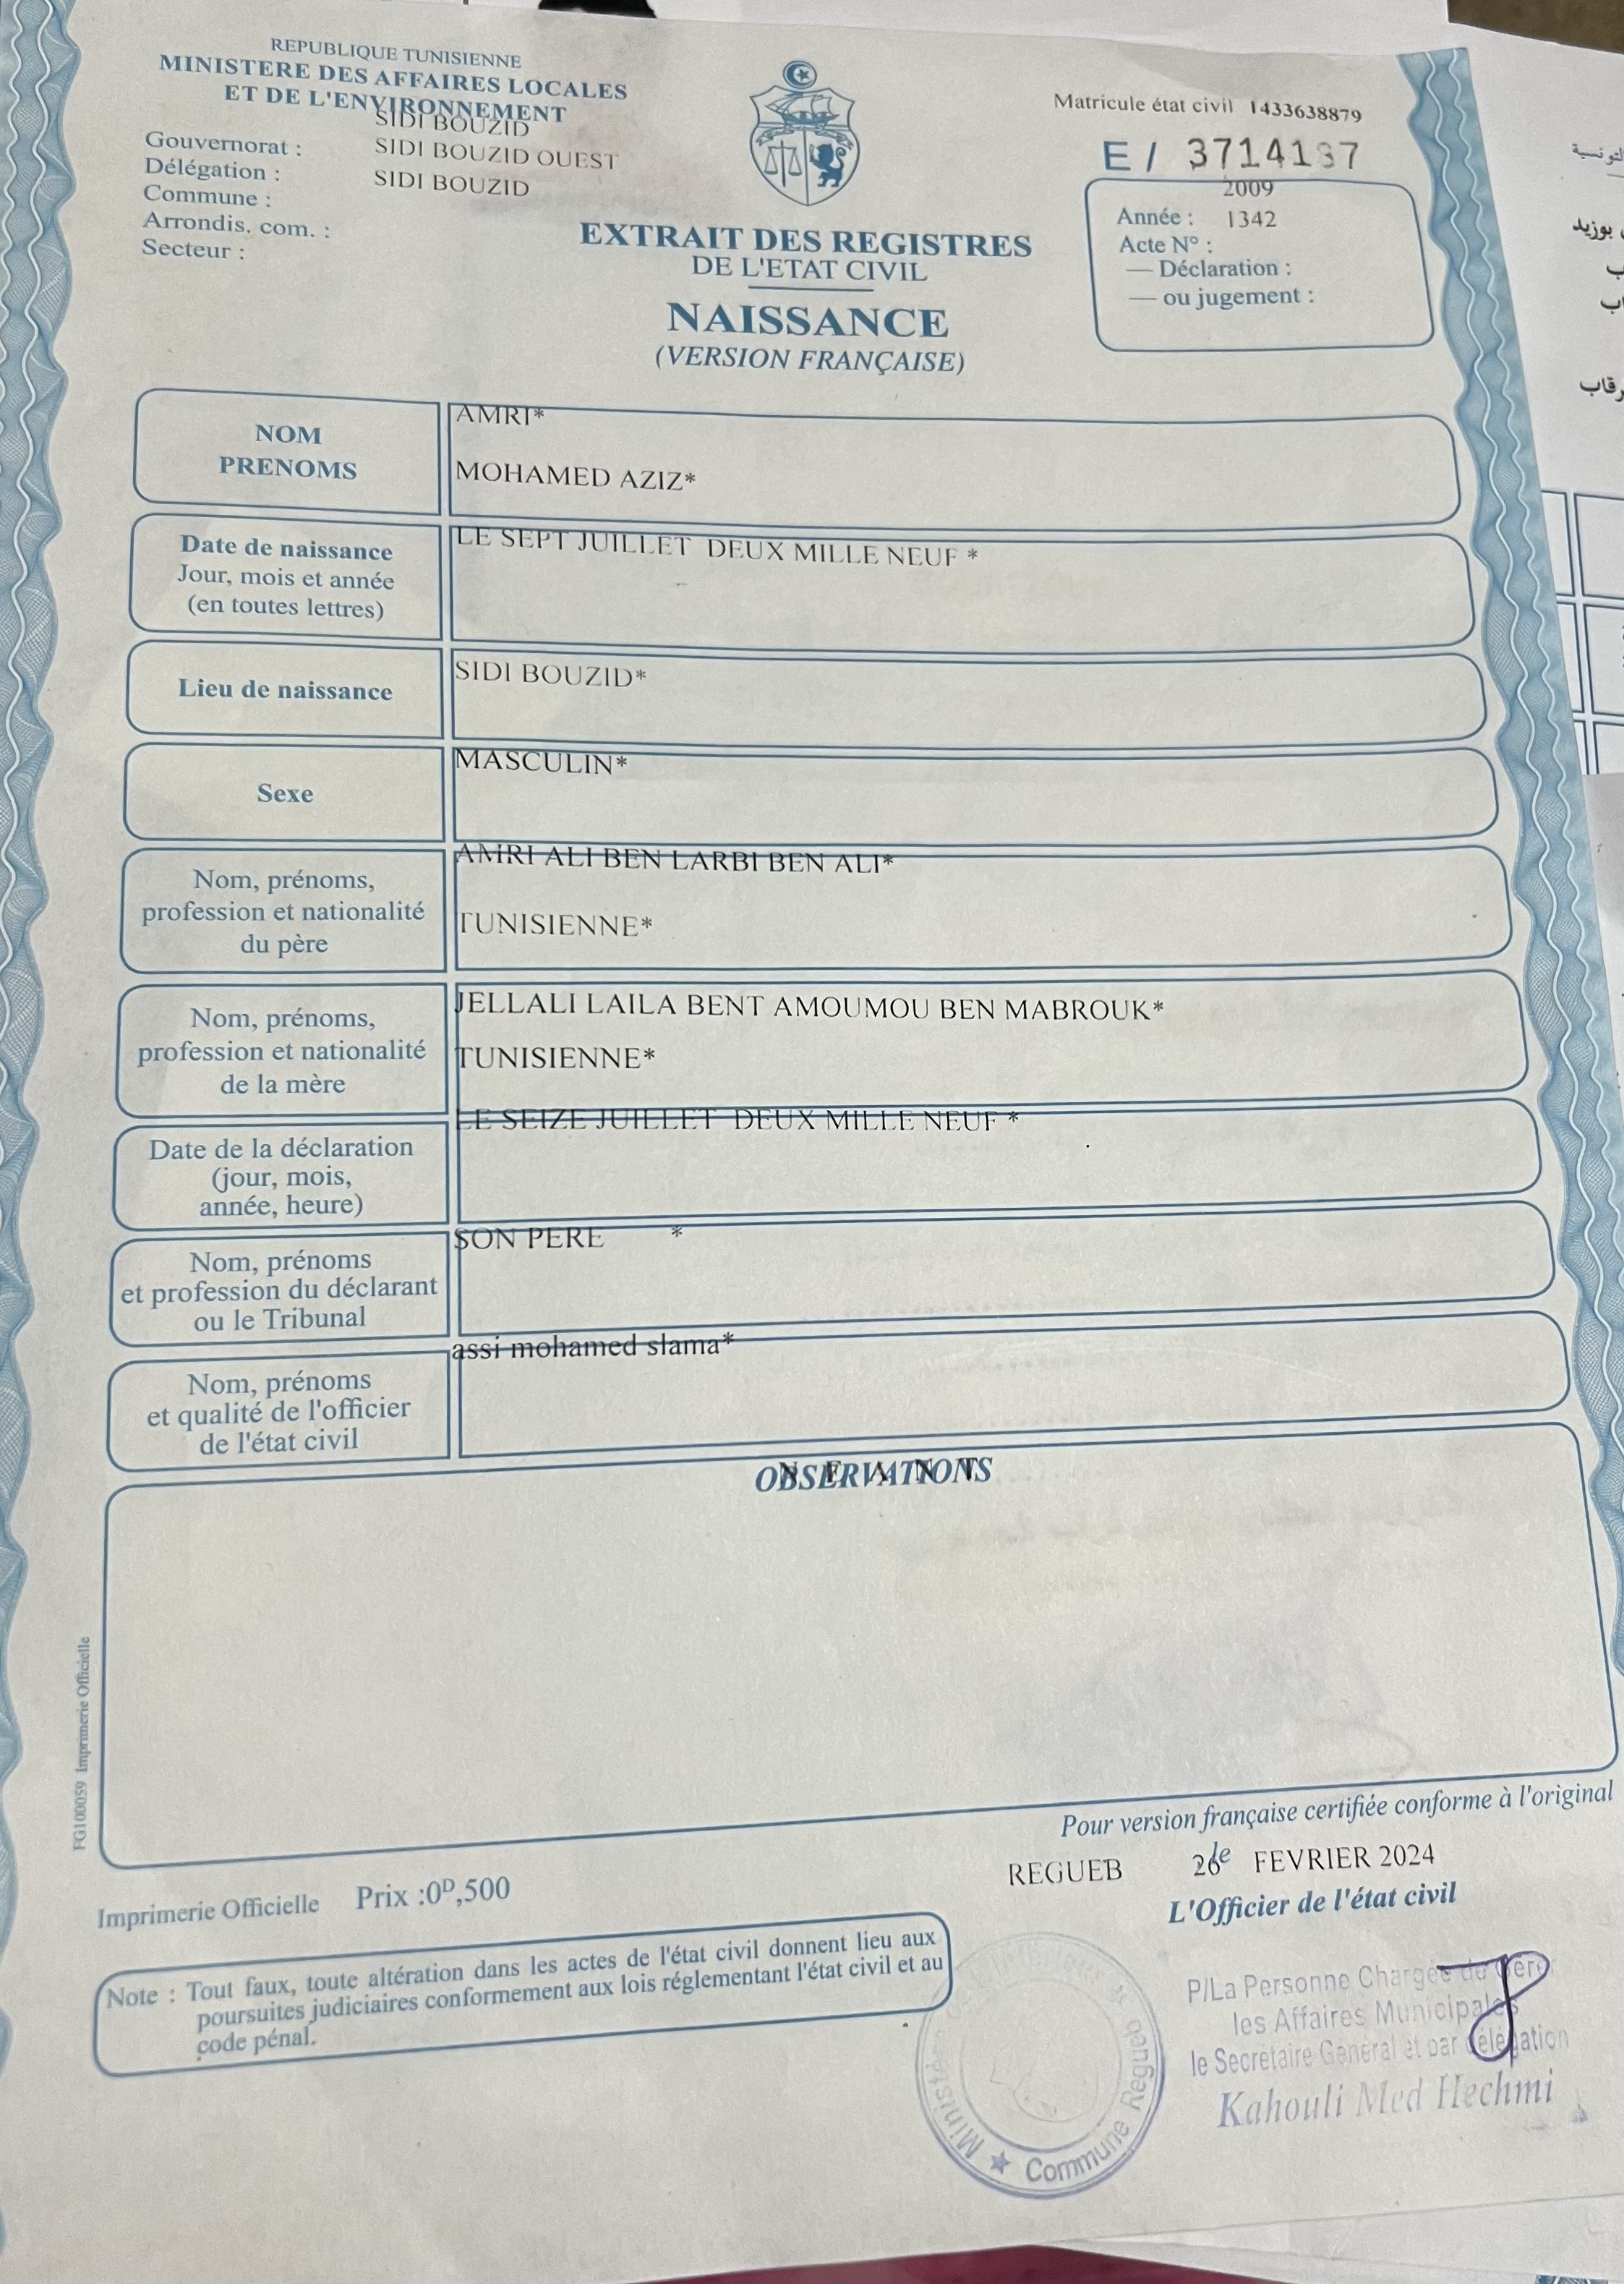 REPUBLIQUE TUNISIENNE
MINISTERE DES AFFAIRES LOCALES
ET DE L'ENVIRONNEMENT
Gouvernorat : SIDI BOUZID
Délégation : SIDI BOUZID OUEST
Commune : SIDI BOUZID
Arrondis. com. :
Secteur :
Matricule état civil 1433638879
E / 3714137
2009
Année : 1342
Acte N° :
— Déclaration :
— ou jugement :
EXTRAIT DES REGISTRES
DE L'ETAT CIVIL
NAISSANCE
(VERSION FRANÇAISE)
NOM
PRENOMS
AMRI*
MOHAMED AZIZ*
Date de naissance
Jour, mois et année
(en toutes lettres)
LE SEPT JUILLET DEUX MILLE NEUF *
Lieu de naissance
SIDI BOUZID*
Sexe
MASCULIN*
Nom, prénoms,
profession et nationalité
du père
AMRI ALI BEN LARBI BEN ALI*
TUNISIENNE*
Nom, prénoms,
profession et nationalité
de la mère
JELLALI LAILA BENT AMOUMOU BEN MABROUK*
TUNISIENNE*
Date de la déclaration
(jour, mois,
année, heure)
LE SEIZE JUILLET DEUX MILLE NEUF *
Nom, prénoms
et profession du déclarant
ou le Tribunal
SON PERE *
Nom, prénoms
et qualité de l'officier
de l'état civil
assi mohamed slama*
OBSERVATIONS
N E A N T
FG100059 Imprimerie Officielle
Pour version française certifiée conforme à l'original
REGUEB le 26 FEVRIER 2024
L'Officier de l'état civil
Imprimerie Officielle Prix :0D,500
Note : Tout faux, toute altération dans les actes de l'état civil donnent lieu aux
poursuites judiciaires conformement aux lois réglementant l'état civil et au
code pénal.
P/La Personne Chargée de
les Affaires Municipales
le Secrétaire Général et par délégation
Kahouli Med Hechmi
Commune Regueb
بوزيد